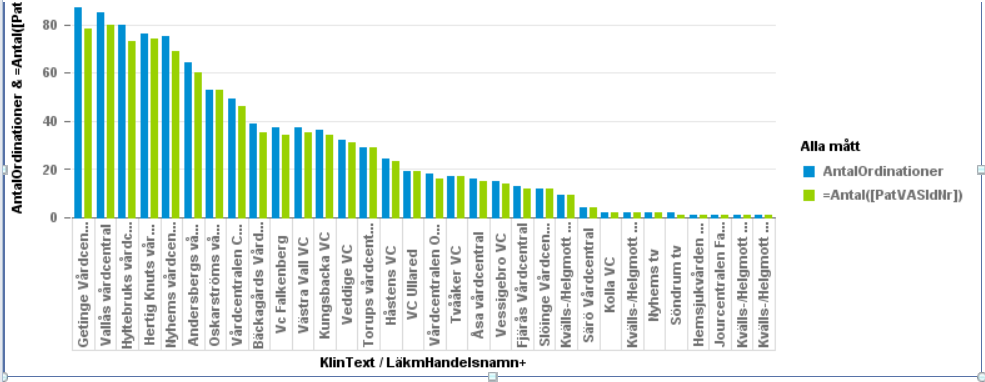 AntalOrdinationer & =Antal([Pat
80
60
40
20
0
Getinge Vårdcen...
Vallås vårdcentral
Hyltebruks vårdc...
Hertig Knuts vår...
Nyhems vårdcen...
Andersbergs vå...
Oskarströms vå...
Vårdcentralen C...
Bäckagårds Vård...
Vc Falkenberg
Västra Vall VC
Kungsbacka VC
Veddige VC
Torups vårdcent...
Håstens VC
VC Ullared
Vårdcentralen O...
Tvååker VC
Åsa vårdcentral
Vessigebro VC
Fjärås Vårdcentral
Slöinge Vårdcen...
Kvälls-/Helgmott ...
Särö Vårdcentral
Kolla VC
Kvälls-/Helgmott ...
Nyhems tv
Söndrum tv
Hemsjukvården ...
Jourcentralen Fa...
Kvälls-/Helgmott ...
Kvälls-/Helgmott ...
KlinText / LäkmHandelsnamn+
Alla mått
AntalOrdinationer
=Antal([PatVASIdNr])